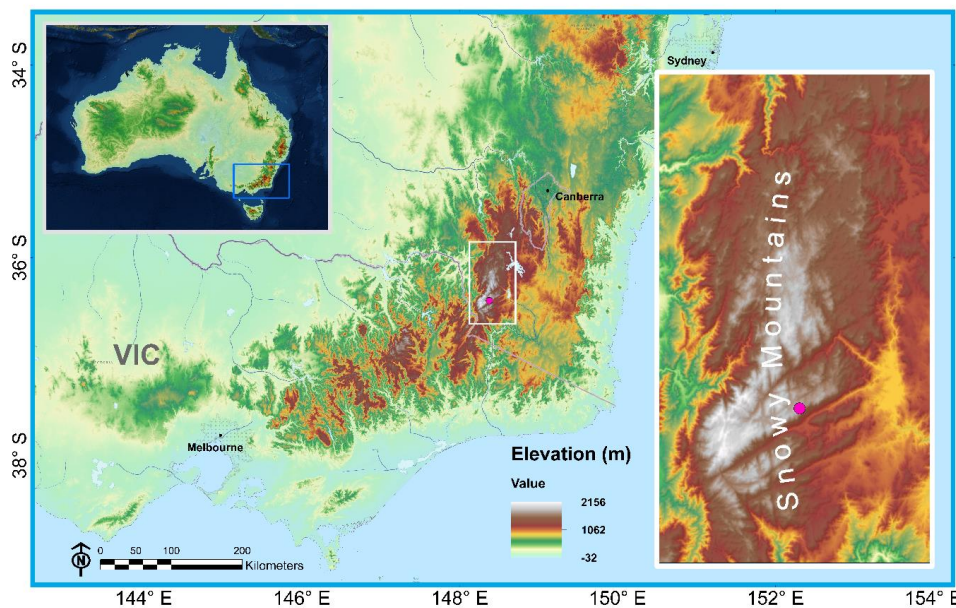 34° S
36° S
38° S
Sydney
Canberra
VIC
Melbourne
Snowy Mountains
Elevation (m)
Value
2156
1062
-32
N
0 50 100 200
Kilometers
144° E 146° E 148° E 150° E 152° E 154° E